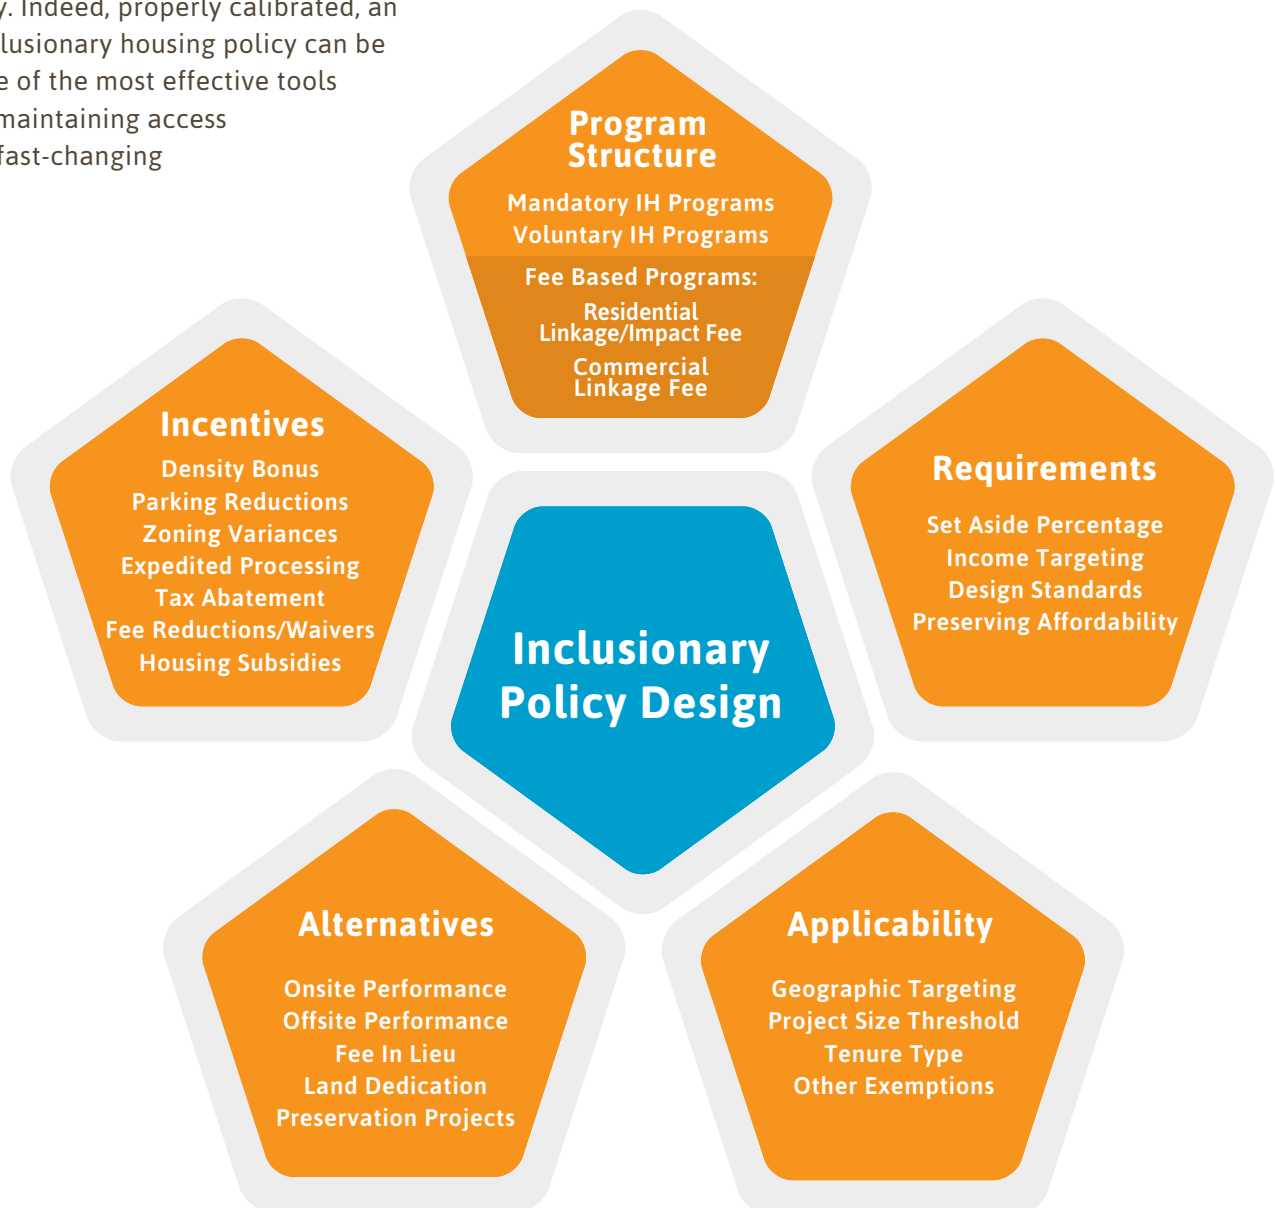 y. Indeed, properly calibrated, an
lusionary housing policy can be
e of the most effective tools
maintaining access
fast-changing
Program
Structure
Mandatory IH Programs
Voluntary IH Programs
Fee Based Programs:
Residential
Linkage/Impact Fee
Commercial
Linkage Fee
Incentives
Density Bonus
Parking Reductions
Zoning Variances
Expedited Processing
Tax Abatement
Fee Reductions/Waivers
Housing Subsidies
Requirements
Set Aside Percentage
Income Targeting
Design Standards
Preserving Affordability
Inclusionary
Policy Design
Alternatives
Onsite Performance
Offsite Performance
Fee In Lieu
Land Dedication
Preservation Projects
Applicability
Geographic Targeting
Project Size Threshold
Tenure Type
Other Exemptions